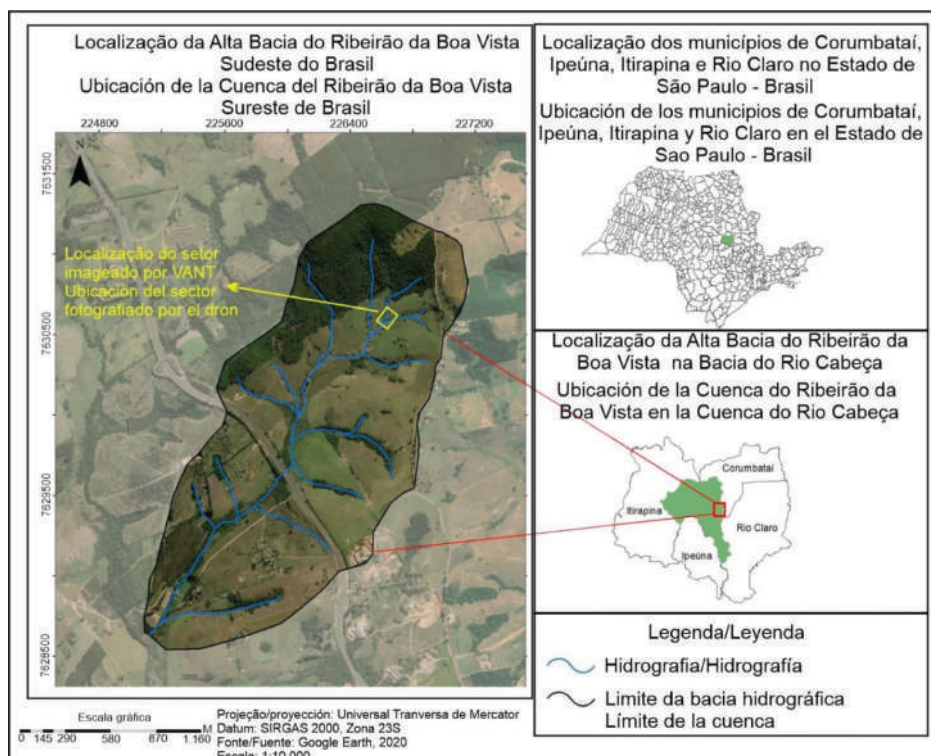 Localização da Alta Bacia do Ribeirão da Boa Vista
Sudeste do Brasil
Ubicación de la Cuenca del Ribeirão da Boa Vista
Sureste de Brasil
224800
225600
226400
227200
7631500
7630500
7629500
7628500
N
Localização do setor
imageado por VANT
Ubicación del sector
fotografiado por el dron
Escala gráfica
M
0 145 290 580 870 1.160
Projeção/proyección: Universal Tranversa de Mercator
Datum: SIRGAS 2000, Zona 23S
Fonte/Fuente: Google Earth, 2020
Escala: 1:10.000
Localização dos municípios de Corumbataí,
Ipeúna, Itirapina e Rio Claro no Estado de
São Paulo - Brasil
Ubicación de los municipios de Corumbataí,
Ipeúna, Itirapina y Rio Claro en el Estado de
Sao Paulo - Brasil
Localização da Alta Bacia do Ribeirão da
Boa Vista na Bacia do Rio Cabeça
Ubicación de la Cuenca do Ribeirão da
Boa Vista en la Cuenca do Rio Cabeça
Corumbataí
Itirapina
Rio Claro
Ipeúna
Legenda/Leyenda
Hidrografia/Hidrografía
Limite da bacia hidrográfica
Límite de la cuenca